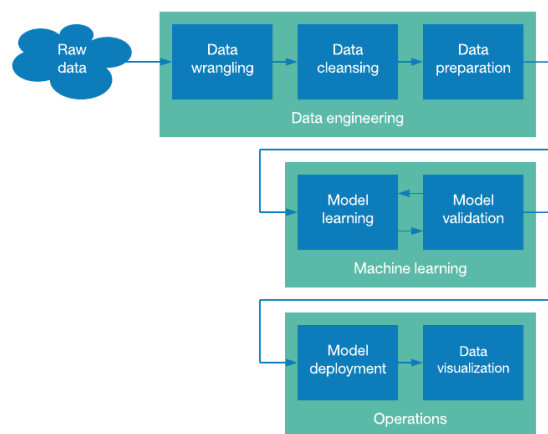 Raw
data
Data
wrangling
Data
cleansing
Data
preparation
Data engineering
Model
learning
Model
validation
Machine learning
Model
deployment
Data
visualization
Operations